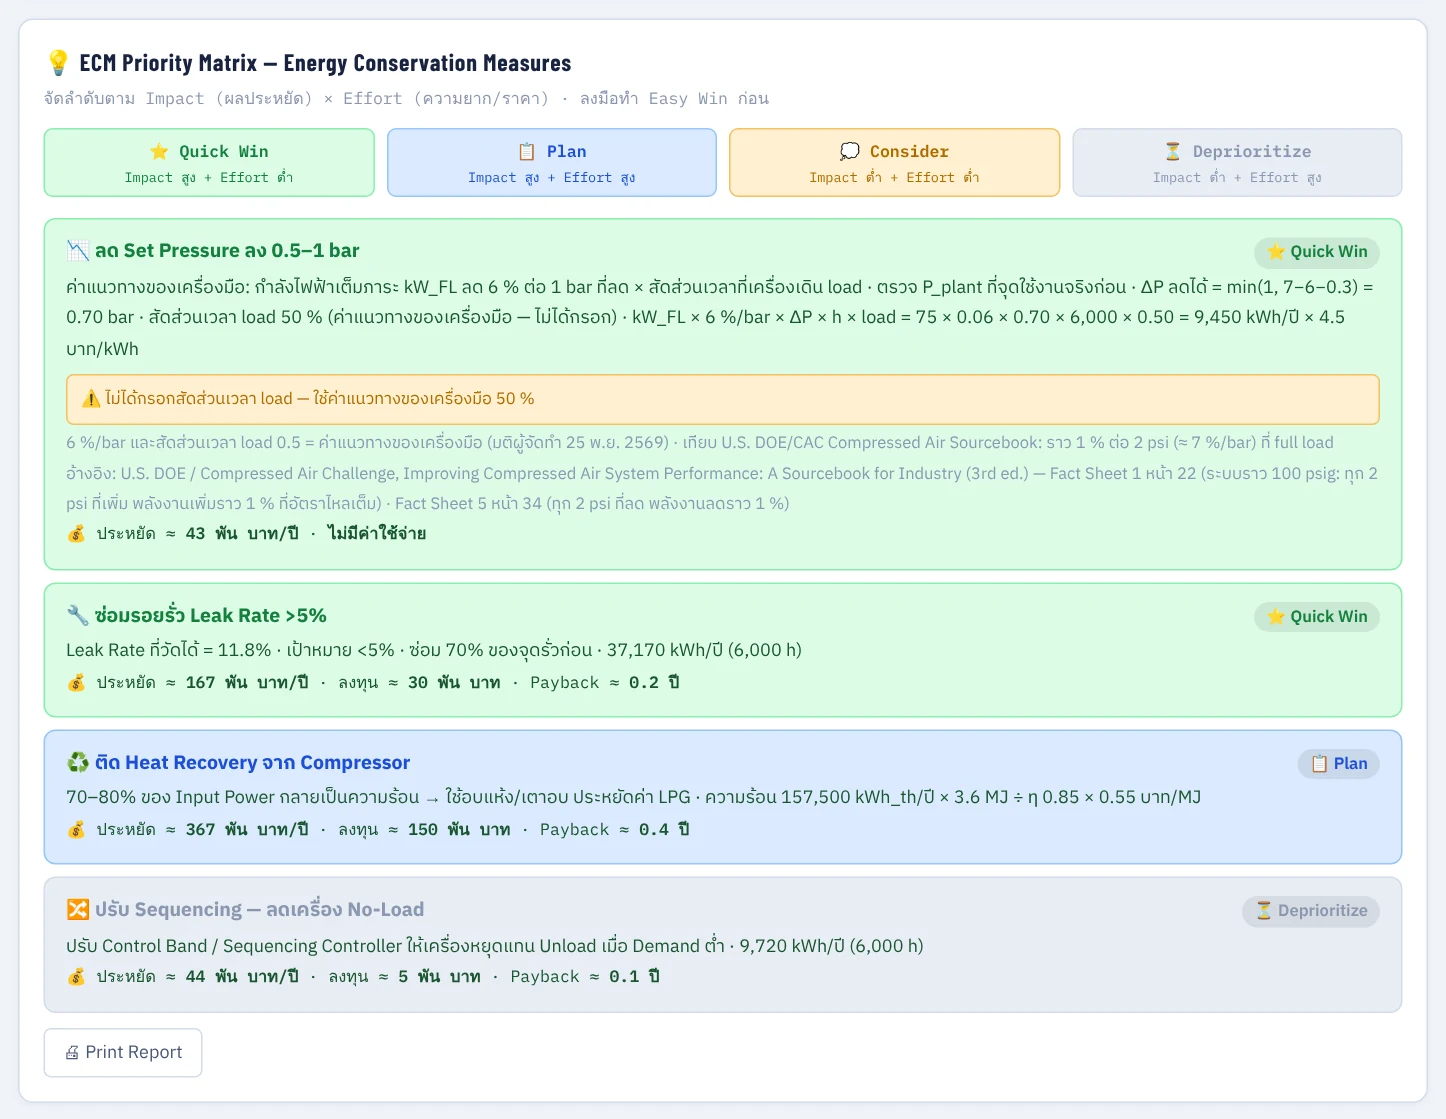 💡 ECM Priority Matrix — Energy Conservation Measures
จัดลำดับตาม Impact (ผลประหยัด) × Effort (ความยาก/ราคา) · ลงมือทำ Easy Win ก่อน
⭐ Quick Win
Impact สูง + Effort ต่ำ
📋 Plan
Impact สูง + Effort สูง
💭 Consider
Impact ต่ำ + Effort ต่ำ
⏳ Deprioritize
Impact ต่ำ + Effort สูง
📉 ลด Set Pressure ลง 0.5–1 bar
⭐ Quick Win
ค่าแนวทางของเครื่องมือ: กำลังไฟฟ้าเต็มภาระ kW_FL ลด 6 % ต่อ 1 bar ที่ลด × สัดส่วนเวลาที่เครื่องเดิน load · ตรวจ P_plant ที่จุดใช้งานจริงก่อน · ΔP ลดได้ = min(1, 7−6−0.3) =
0.70 bar · สัดส่วนเวลา load 50 % (ค่าแนวทางของเครื่องมือ — ไม่ได้กรอก) · kW_FL × 6 %/bar × ΔP × h × load = 75 × 0.06 × 0.70 × 6,000 × 0.50 = 9,450 kWh/ปี × 4.5
บาท/kWh
⚠️ ไม่ได้กรอกสัดส่วนเวลา load — ใช้ค่าแนวทางของเครื่องมือ 50 %
6 %/bar และสัดส่วนเวลา load 0.5 = ค่าแนวทางของเครื่องมือ (มติผู้จัดทำ 25 พ.ย. 2569) · เทียบ U.S. DOE/CAC Compressed Air Sourcebook: ราว 1 % ต่อ 2 psi (≈ 7 %/bar) ที่ full load
อ้างอิง: U.S. DOE / Compressed Air Challenge, Improving Compressed Air System Performance: A Sourcebook for Industry (3rd ed.) — Fact Sheet 1 หน้า 22 (ระบบราว 100 psig: ทุก 2
psi ที่เพิ่ม พลังงานเพิ่มราว 1 % ที่อัตราไหลเต็ม) · Fact Sheet 5 หน้า 34 (ทุก 2 psi ที่ลด พลังงานลดราว 1 %)
💰 ประหยัด ≈ 43 พัน บาท/ปี · ไม่มีค่าใช้จ่าย
🔧 ซ่อมรอยรั่ว Leak Rate >5%
⭐ Quick Win
Leak Rate ที่วัดได้ = 11.8% · เป้าหมาย <5% · ซ่อม 70% ของจุดรั่วก่อน · 37,170 kWh/ปี (6,000 h)
💰 ประหยัด ≈ 167 พัน บาท/ปี · ลงทุน ≈ 30 พัน บาท · Payback ≈ 0.2 ปี
♻️ ติด Heat Recovery จาก Compressor
📋 Plan
70–80% ของ Input Power กลายเป็นความร้อน → ใช้อบแห้ง/เตาอบ ประหยัดค่า LPG · ความร้อน 157,500 kWh_th/ปี × 3.6 MJ ÷ η 0.85 × 0.55 บาท/MJ
💰 ประหยัด ≈ 367 พัน บาท/ปี · ลงทุน ≈ 150 พัน บาท · Payback ≈ 0.4 ปี
🔀 ปรับ Sequencing — ลดเครื่อง No-Load
⏳ Deprioritize
ปรับ Control Band / Sequencing Controller ให้เครื่องหยุดแทน Unload เมื่อ Demand ต่ำ · 9,720 kWh/ปี (6,000 h)
💰 ประหยัด ≈ 44 พัน บาท/ปี · ลงทุน ≈ 5 พัน บาท · Payback ≈ 0.1 ปี
🖨 Print Report